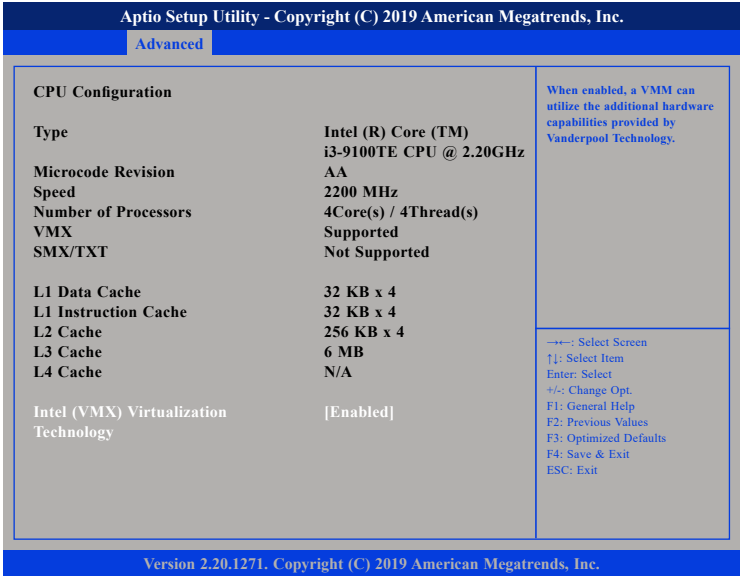 Aptio Setup Utility - Copyright (C) 2019 American Megatrends, Inc.
Advanced
CPU Configuration
Type Intel (R) Core (TM)
i3-9100TE CPU @ 2.20GHz
Microcode Revision AA
Speed 2200 MHz
Number of Processors 4Core(s) / 4Thread(s)
VMX Supported
SMX/TXT Not Supported
L1 Data Cache 32 KB x 4
L1 Instruction Cache 32 KB x 4
L2 Cache 256 KB x 4
L3 Cache 6 MB
L4 Cache N/A
Intel (VMX) Virtualization [Enabled]
Technology
When enabled, a VMM can
utilize the additional hardware
capabilities provided by
Vanderpool Technology.
→←: Select Screen
↑↓: Select Item
Enter: Select
+/-: Change Opt.
F1: General Help
F2: Previous Values
F3: Optimized Defaults
F4: Save & Exit
ESC: Exit
Version 2.20.1271. Copyright (C) 2019 American Megatrends, Inc.